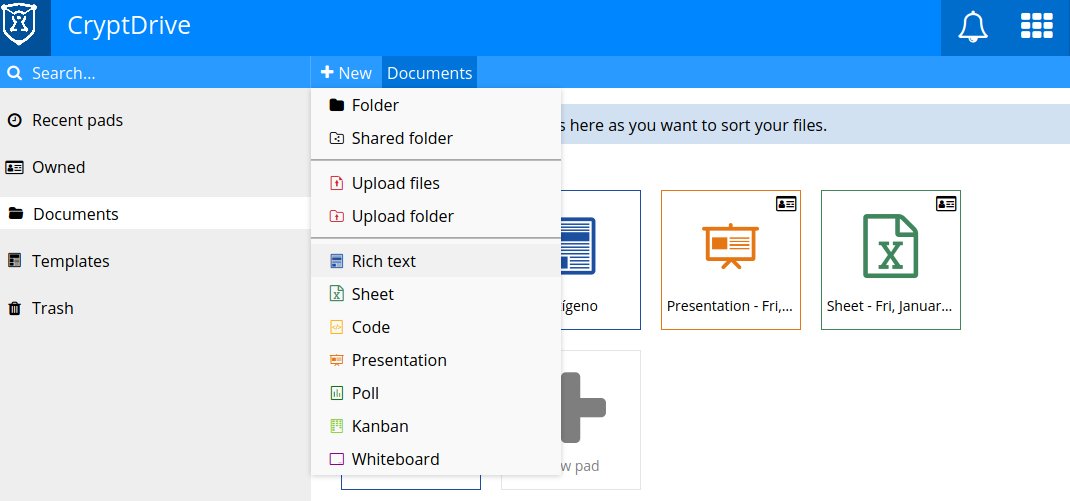 CryptDrive
Search...
New
Documents
Recent pads
Owned
Documents
Templates
Trash
Folder
Shared folder
Upload files
Upload folder
Rich text
Sheet
Code
Presentation
Poll
Kanban
Whiteboard
s here as you want to sort your files.
ígeno
Presentation - Fri,...
Sheet - Fri, Januar...
w pad